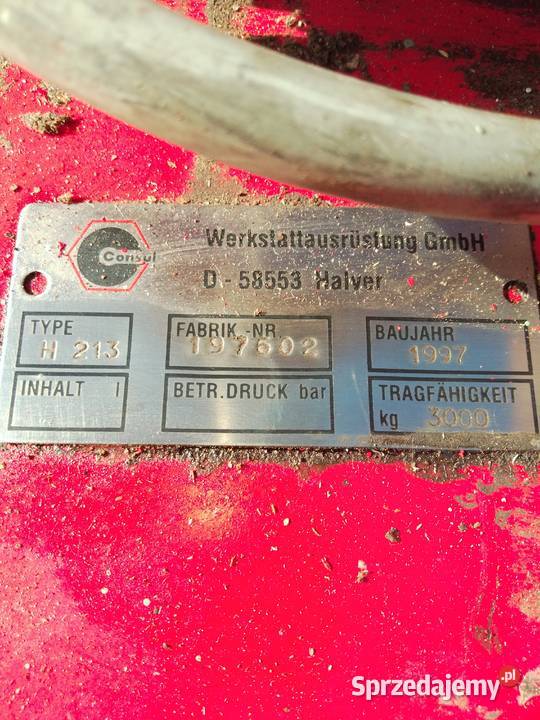 Consul
Werkstattausrüstung GmbH
D - 58553 Halver
TYPE
H 213
FABRIK.-NR.
197602
BAUJAHR
1997
INHALT l
BETR.DRUCK bar
TRAGFÄHIGKEIT
kg 3000
Sprzedajemy.pl